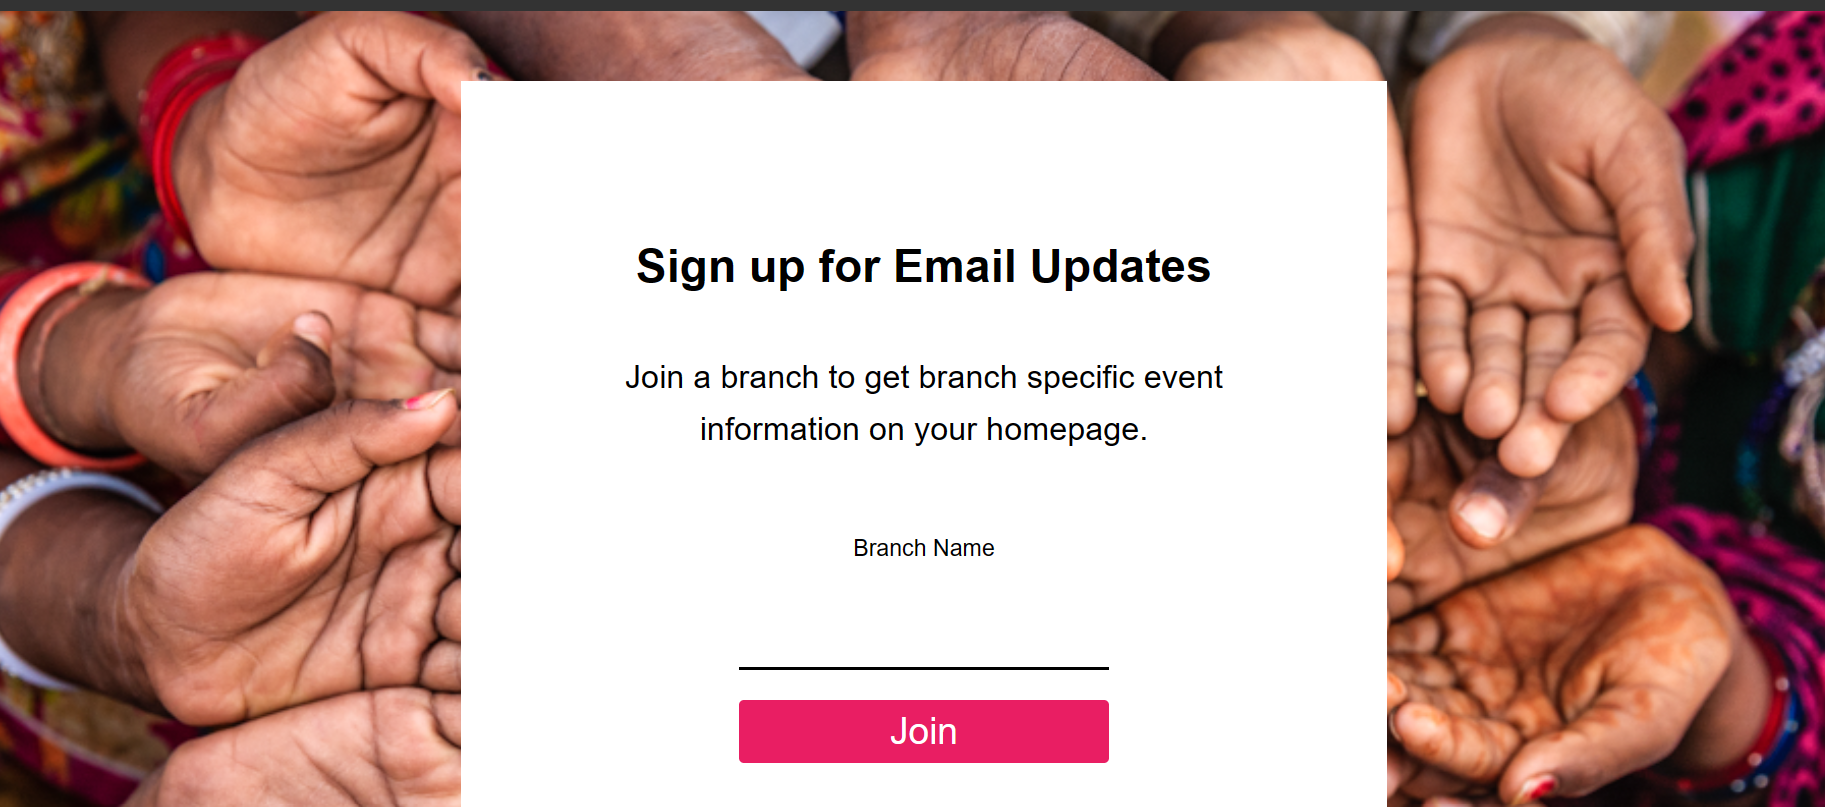 Sign up for Email Updates
Join a branch to get branch specific event
information on your homepage.
Branch Name
Join